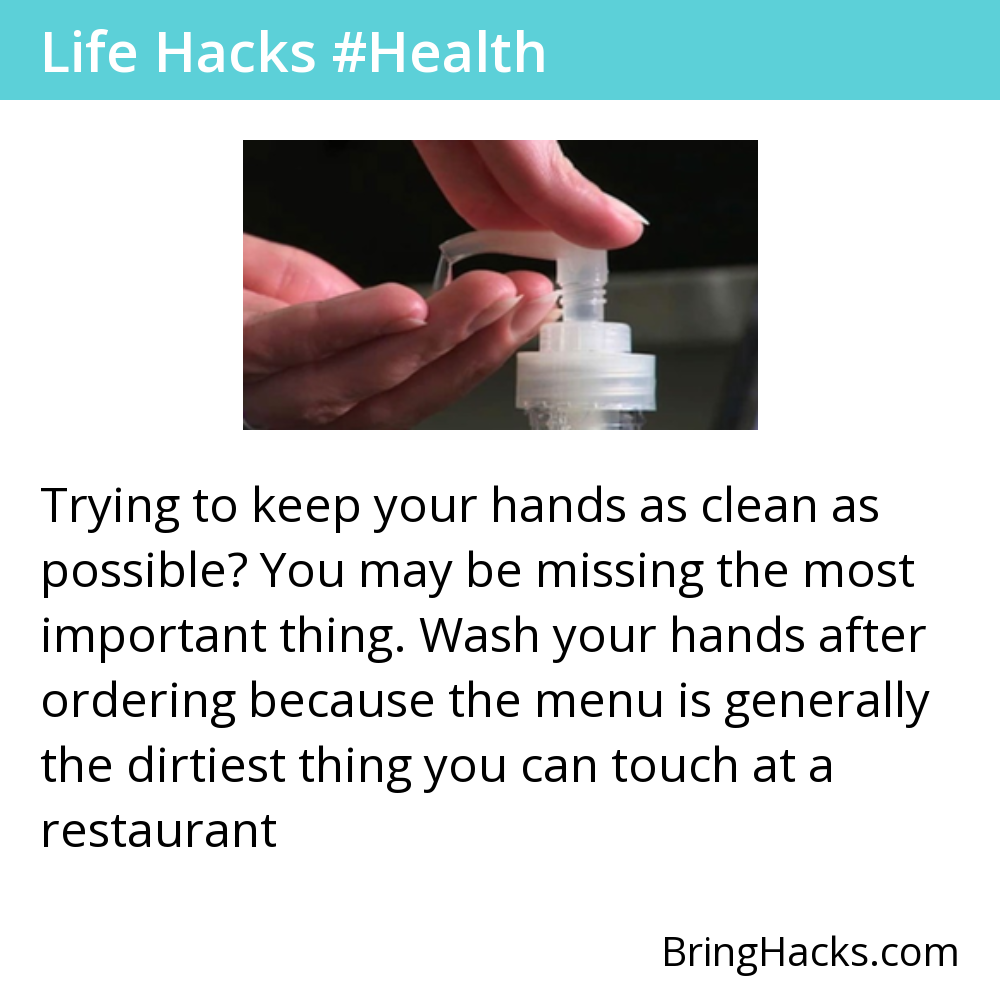 Life Hacks #Health
Trying to keep your hands as clean as
possible? You may be missing the most
important thing. Wash your hands after
ordering because the menu is generally
the dirtiest thing you can touch at a
restaurant
BringHacks.com